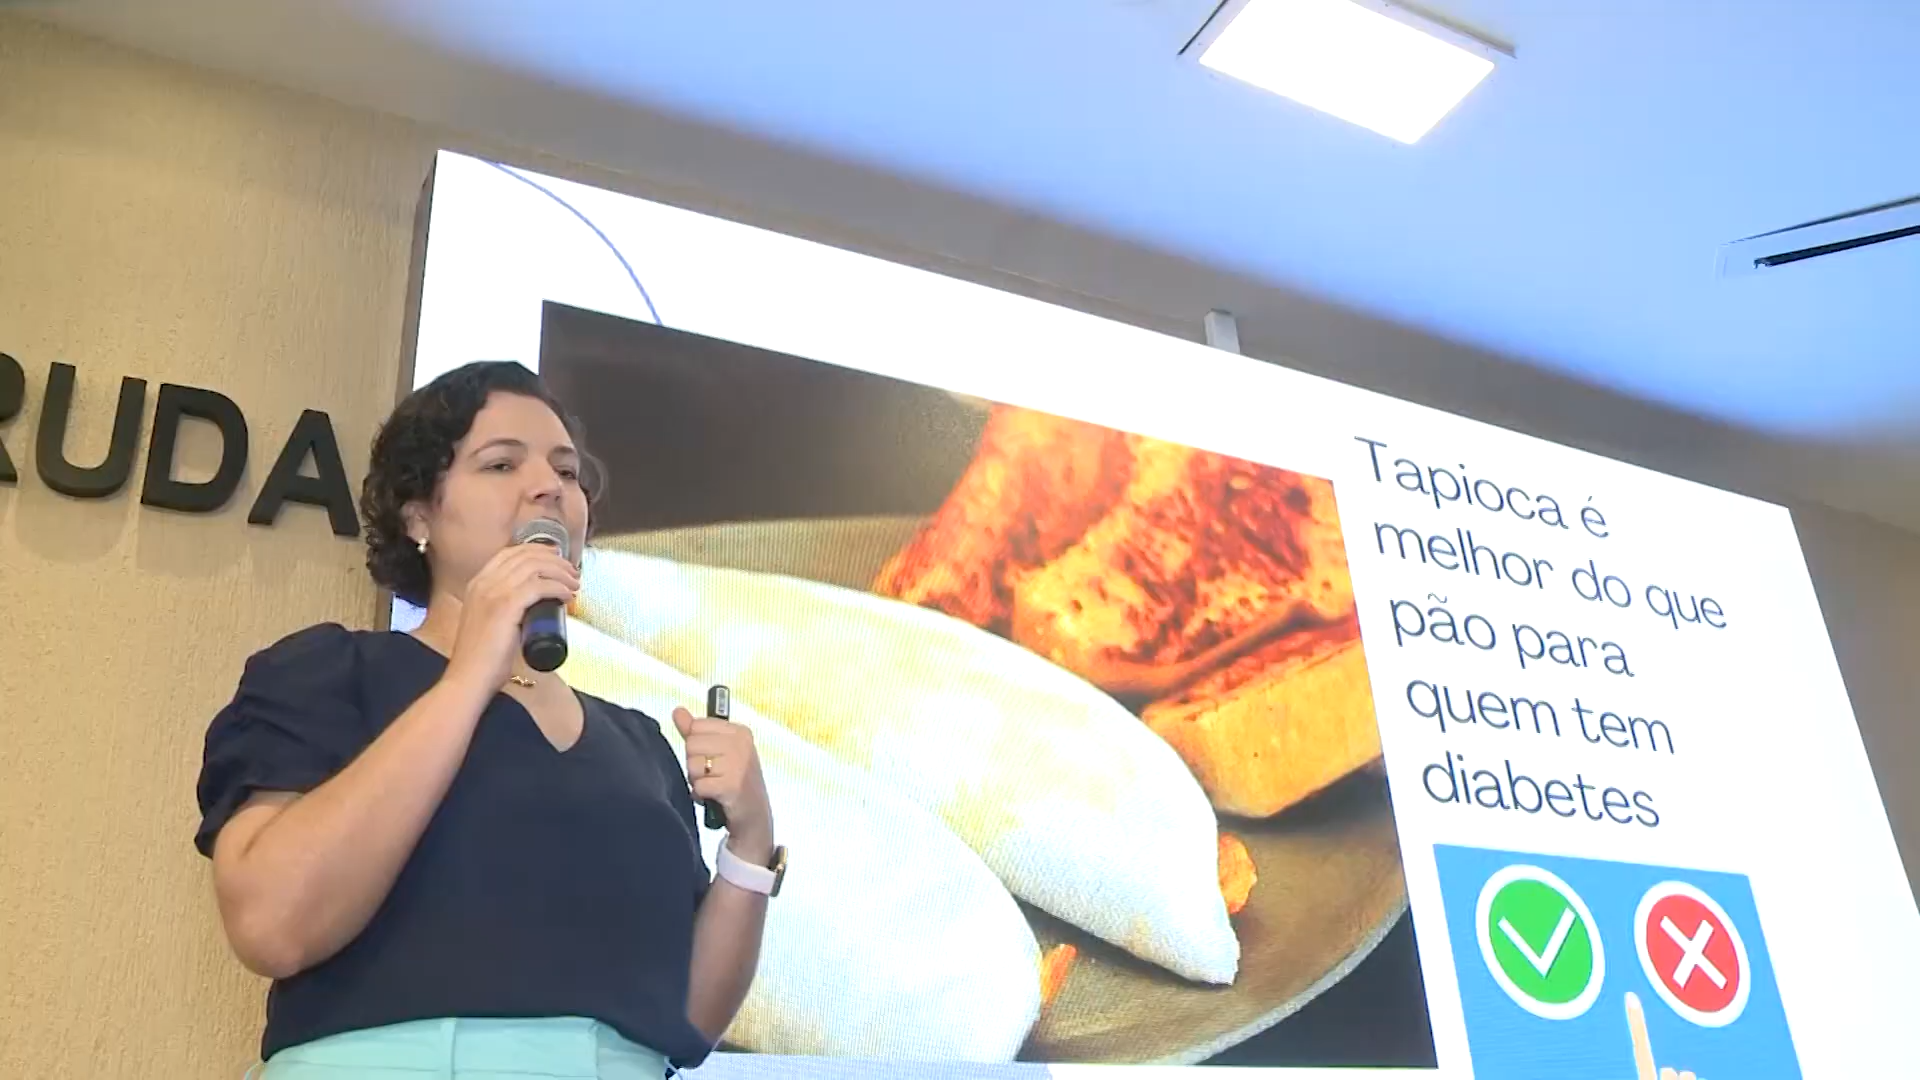 RUDA
Tapioca é
melhor do que
pão para
quem tem
diabetes